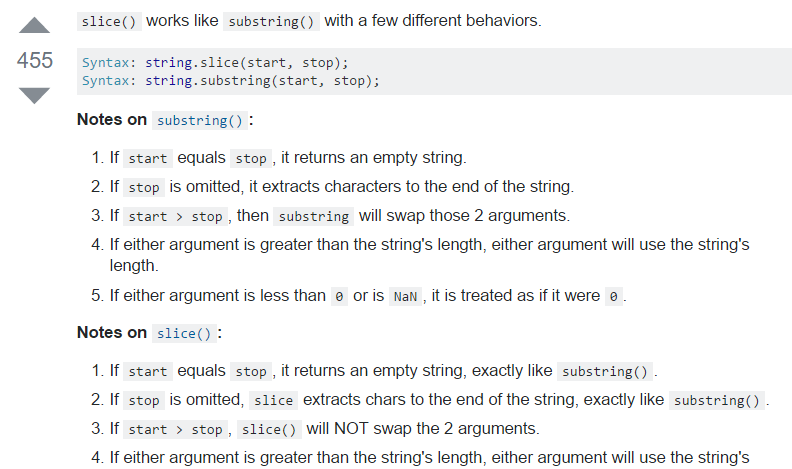 slice() works like substring() with a few different behaviors.
455
Syntax: string.slice(start, stop);
Syntax: string.substring(start, stop);
Notes on substring():
1. If start equals stop, it returns an empty string.
2. If stop is omitted, it extracts characters to the end of the string.
3. If start > stop, then substring will swap those 2 arguments.
4. If either argument is greater than the string's length, either argument will use the string's
length.
5. If either argument is less than 0 or is NaN, it is treated as if it were 0.
Notes on slice():
1. If start equals stop, it returns an empty string, exactly like substring().
2. If stop is omitted, slice extracts chars to the end of the string, exactly like substring().
3. If start > stop, slice() will NOT swap the 2 arguments.
4. If either argument is greater than the string's length, either argument will use the string's